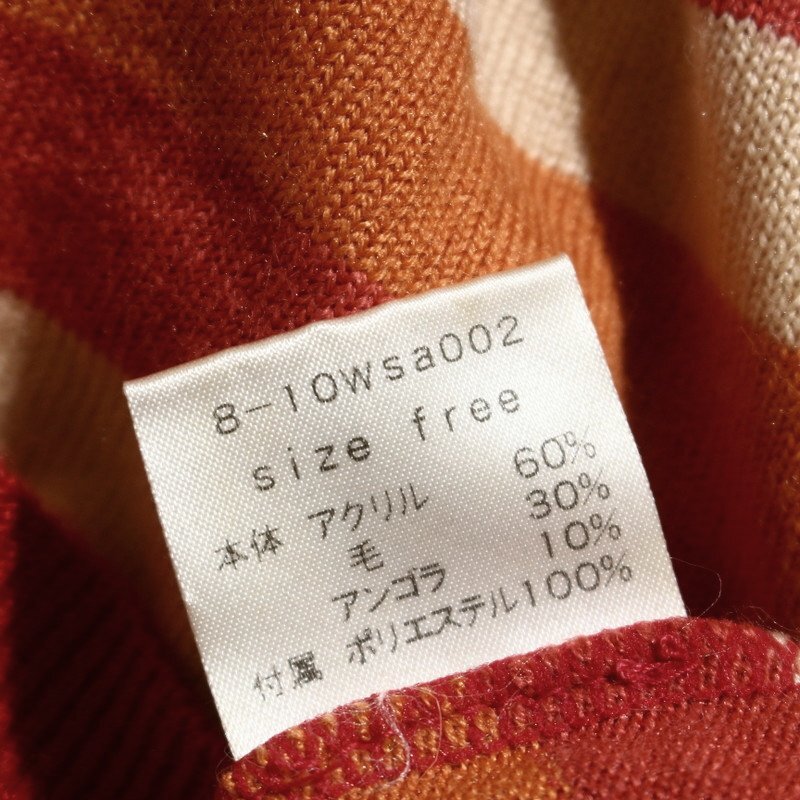 8-10Wsa002
size free
本体 アクリル 60%
毛 30%
アンゴラ 10%
付属 ポリエステル100%